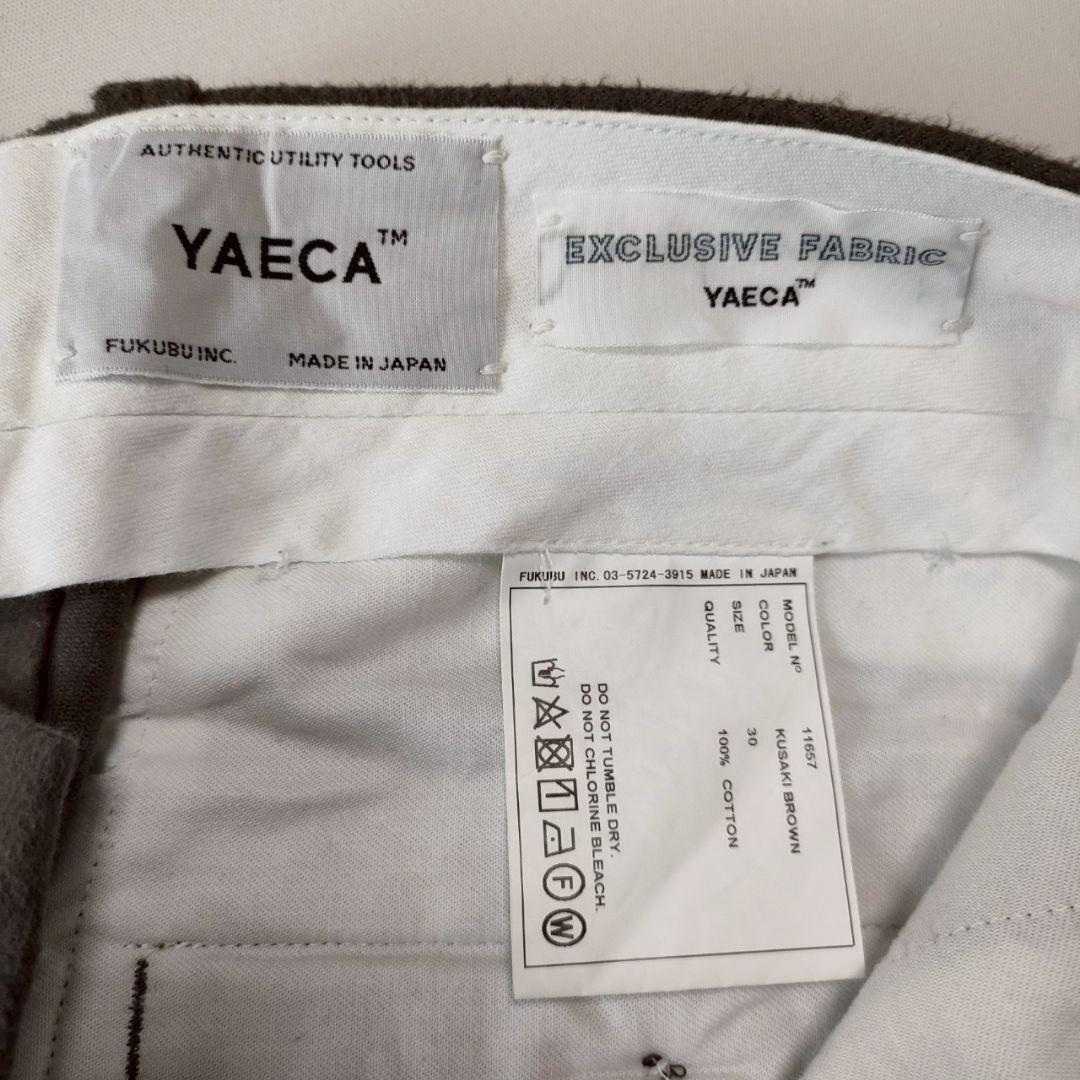 AUTHENTIC UTILITY TOOLS
YAECA™
FUKUBU INC. MADE IN JAPAN
EXCLUSIVE FABRIC
YAECA™
FUKUBU INC. 03-5724-3915 MADE IN JAPAN
MODEL Nº 11657
COLOR KUSAKI BROWN
SIZE 30
QUALITY 100% COTTON
DO NOT TUMBLE DRY.
DO NOT CHLORINE BLEACH.
F
W